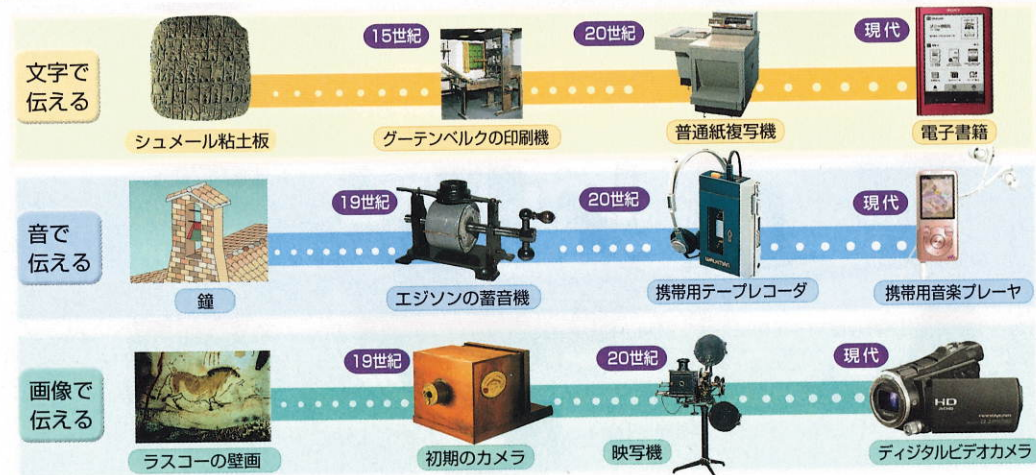 文字で
伝える
シュメール粘土板
15世紀
グーテンベルクの印刷機
20世紀
普通紙複写機
現代
SONY
電子書籍
音で
伝える
鐘
19世紀
エジソンの蓄音機
20世紀
WALKMAN
携帯用テープレコーダ
現代
携帯用音楽プレーヤ
画像で
伝える
ラスコーの壁画
19世紀
初期のカメラ
20世紀
映写機
現代
HD
ディジタルビデオカメラ